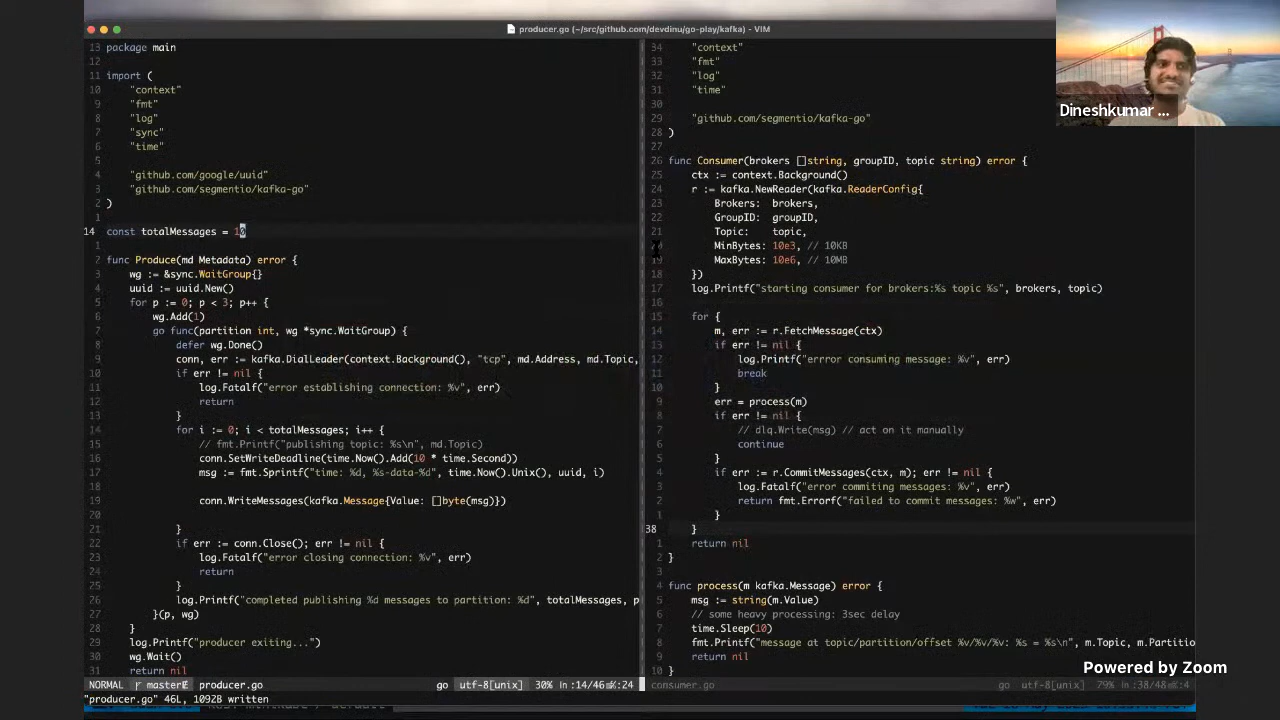 producer.go (~/src/github.com/devdinu/go-play/kafka) - VIM
13 package main
12
11 import (
10 "context"
9 "fmt"
8 "log"
7 "sync"
6 "time"
5
4 "github.com/google/uuid"
3 "github.com/segmentio/kafka-go"
2 )
1
14 const totalMessages = 10
1
2 func Produce(md Metadata) error {
3 wg := &sync.WaitGroup{}
4 uuid := uuid.New()
5 for p := 0; p < 3; p++ {
6 wg.Add(1)
7 go func(partition int, wg *sync.WaitGroup) {
8 defer wg.Done()
9 conn, err := kafka.DialLeader(context.Background(), "tcp", md.Address, md.Topic,
10 if err != nil {
11 log.Fatalf("error establishing connection: %v", err)
12 return
13 }
14 for i := 0; i < totalMessages; i++ {
15 // fmt.Printf("publishing topic: %s\n", md.Topic)
16 conn.SetWriteDeadline(time.Now().Add(10 * time.Second))
17 msg := fmt.Sprintf("time: %d, %s-data-%d", time.Now().Unix(), uuid, i)
18
19 conn.WriteMessages(kafka.Message{Value: []byte(msg)})
20
21 }
22 if err := conn.Close(); err != nil {
23 log.Fatalf("error closing connection: %v", err)
24 return
25 }
26 log.Printf("completed publishing %d messages to partition: %d", totalMessages, p
27 }(p, wg)
28 }
29 log.Printf("producer exiting...")
30 wg.Wait()
31 return nil
34 "context"
33 "fmt"
32 "log"
31 "time"
30
29 "github.com/segmentio/kafka-go"
28 )
27
26 func Consumer(brokers []string, groupID, topic string) error {
25 ctx := context.Background()
24 r := kafka.NewReader(kafka.ReaderConfig{
23 Brokers: brokers,
22 GroupID: groupID,
21 Topic: topic,
20 MinBytes: 10e3, // 10KB
19 MaxBytes: 10e6, // 10MB
18 })
17 log.Printf("starting consumer for brokers:%s topic %s", brokers, topic)
16
15 for {
14 m, err := r.FetchMessage(ctx)
13 if err != nil {
12 log.Printf("error consuming message: %v", err)
11 break
10 }
9 err = process(m)
8 if err != nil {
7 // dlq.Write(msg) // act on it manually
6 continue
5 }
4 if err := r.CommitMessages(ctx, m); err != nil {
3 log.Fatalf("error commiting messages: %v", err)
2 return fmt.Errorf("failed to commit messages: %w", err)
1 }
38 }
1 return nil
2 }
3
4 func process(m kafka.Message) error {
5 msg := string(m.Value)
6 // some heavy processing: 3sec delay
7 time.Sleep(10)
8 fmt.Printf("message at topic/partition/offset %v/%v/%v: %s = %s\n", m.Topic, m.Partitio
9 return nil
10 }
NORMAL master producer.go go utf-8[unix] 30% ln:14/46 :24
consumer.go go utf-8[unix] 79% ln:38/48 :4
"producer.go" 46L, 1092B written
Dineshkumar ...
Powered by Zoom